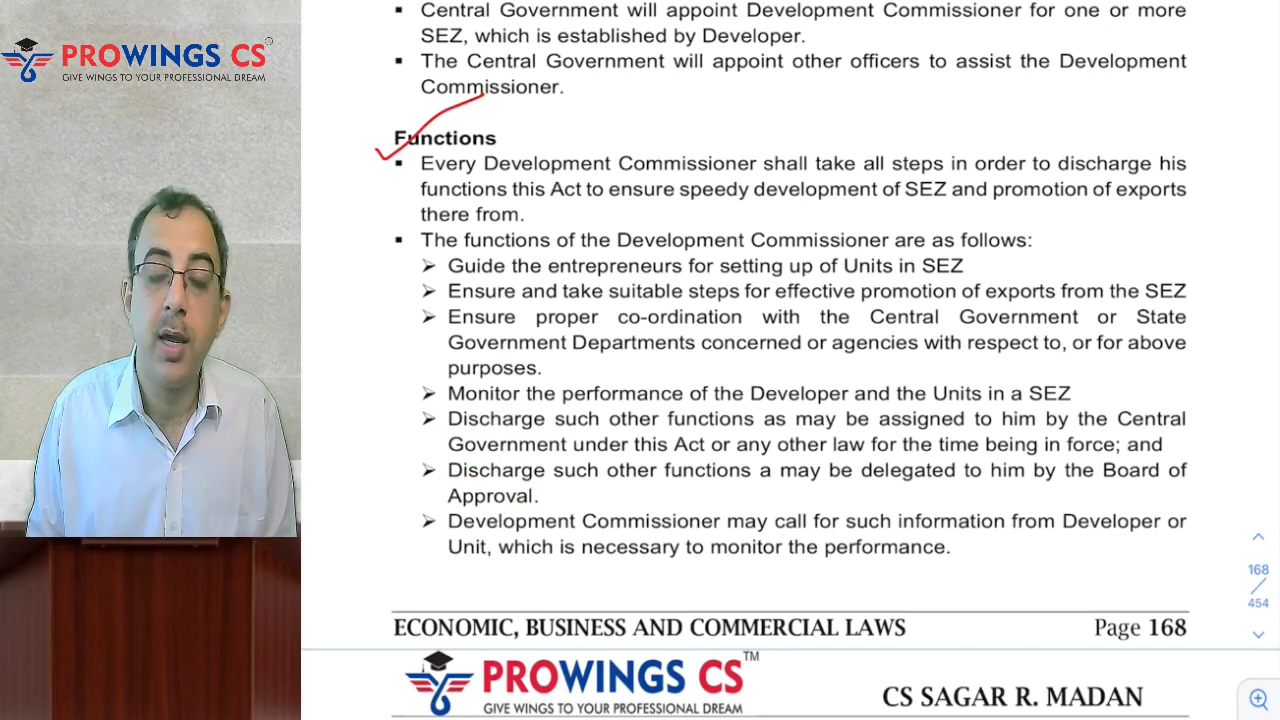 PROWINGS CS
GIVE WINGS TO YOUR PROFESSIONAL DREAM
▪ Central Government will appoint Development Commissioner for one or more
SEZ, which is established by Developer.
▪ The Central Government will appoint other officers to assist the Development
Commissioner.
Functions
▪ Every Development Commissioner shall take all steps in order to discharge his
functions this Act to ensure speedy development of SEZ and promotion of exports
there from.
▪ The functions of the Development Commissioner are as follows:
➢ Guide the entrepreneurs for setting up of Units in SEZ
➢ Ensure and take suitable steps for effective promotion of exports from the SEZ
➢ Ensure proper co-ordination with the Central Government or State
Government Departments concerned or agencies with respect to, or for above
purposes.
➢ Monitor the performance of the Developer and the Units in a SEZ
➢ Discharge such other functions as may be assigned to him by the Central
Government under this Act or any other law for the time being in force; and
➢ Discharge such other functions a may be delegated to him by the Board of
Approval.
➢ Development Commissioner may call for such information from Developer or
Unit, which is necessary to monitor the performance.
168
/
454
ECONOMIC, BUSINESS AND COMMERCIAL LAWS Page 168
PROWINGS CS TM
GIVE WINGS TO YOUR PROFESSIONAL DREAM
CS SAGAR R. MADAN